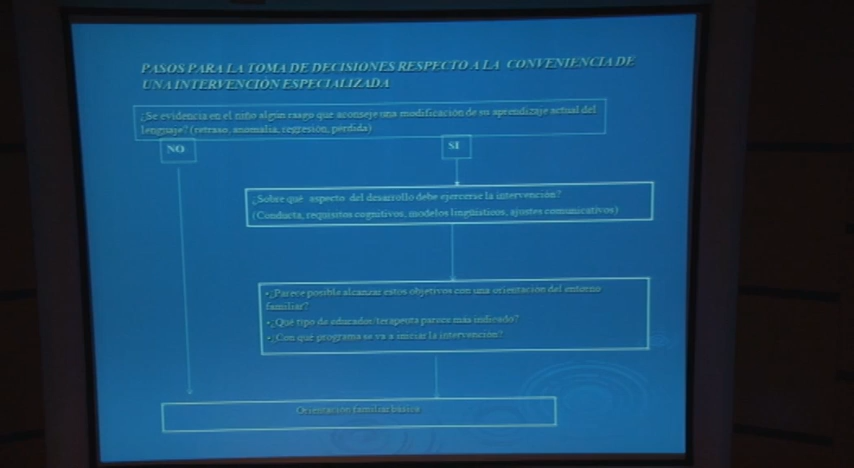 PASOS PARA LA TOMA DE DECISIONES RESPECTO A LA CONVENIENCIA DE
UNA INTERVENCIÓN ESPECIALIZADA
¿Se evidencia en el niño algún rasgo que aconseje una modificación de su aprendizaje actual del
lenguaje? (retraso, anomalía, regresión, pérdida)
NO
SI
¿Sobre qué aspecto del desarrollo debe ejercerse la intervención?
(Conducta, requisitos cognitivos, modelos lingüísticos, ajustes comunicativos)
•¿Parece posible alcanzar estos objetivos con una orientación del entorno
familiar?
•¿Qué tipo de educador/terapeuta parece más indicado?
•¿Con qué programa se va a iniciar la intervención?
Orientación familiar básica